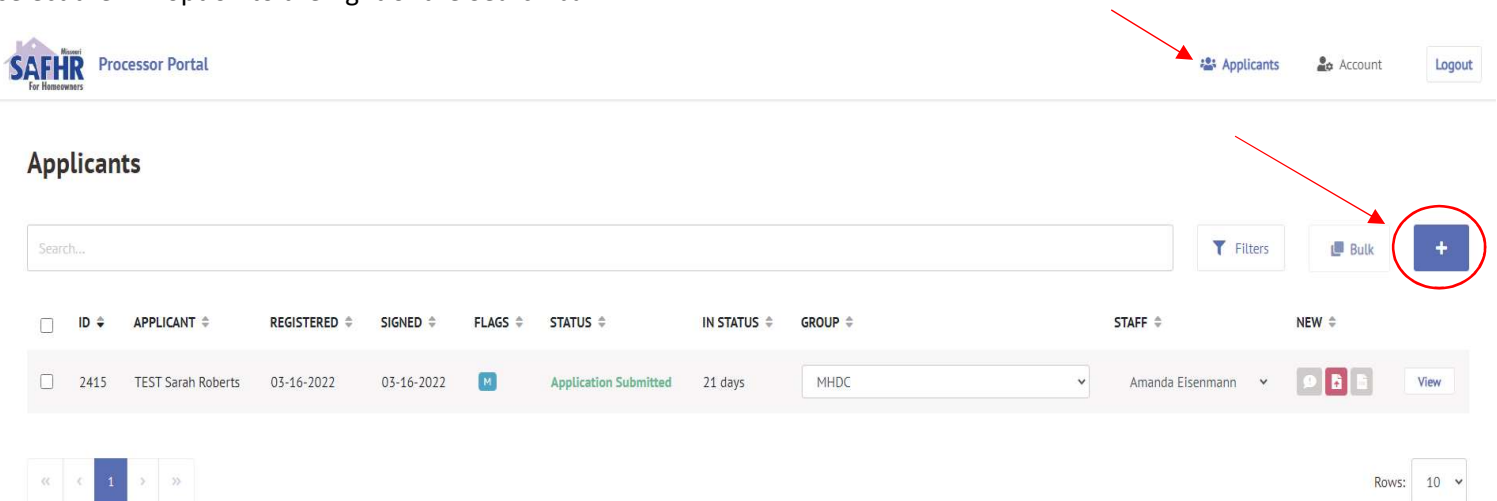 Missouri
SAFHR
For Homeowners
Processor Portal
Applicants
Account
Logout
Applicants
Search...
Filters
Bulk
+
ID APPLICANT REGISTERED SIGNED FLAGS STATUS IN STATUS GROUP STAFF NEW
2415 TEST Sarah Roberts 03-16-2022 03-16-2022 M Application Submitted 21 days MHDC Amanda Eisenmann View
« ‹ 1 › »
Rows: 10